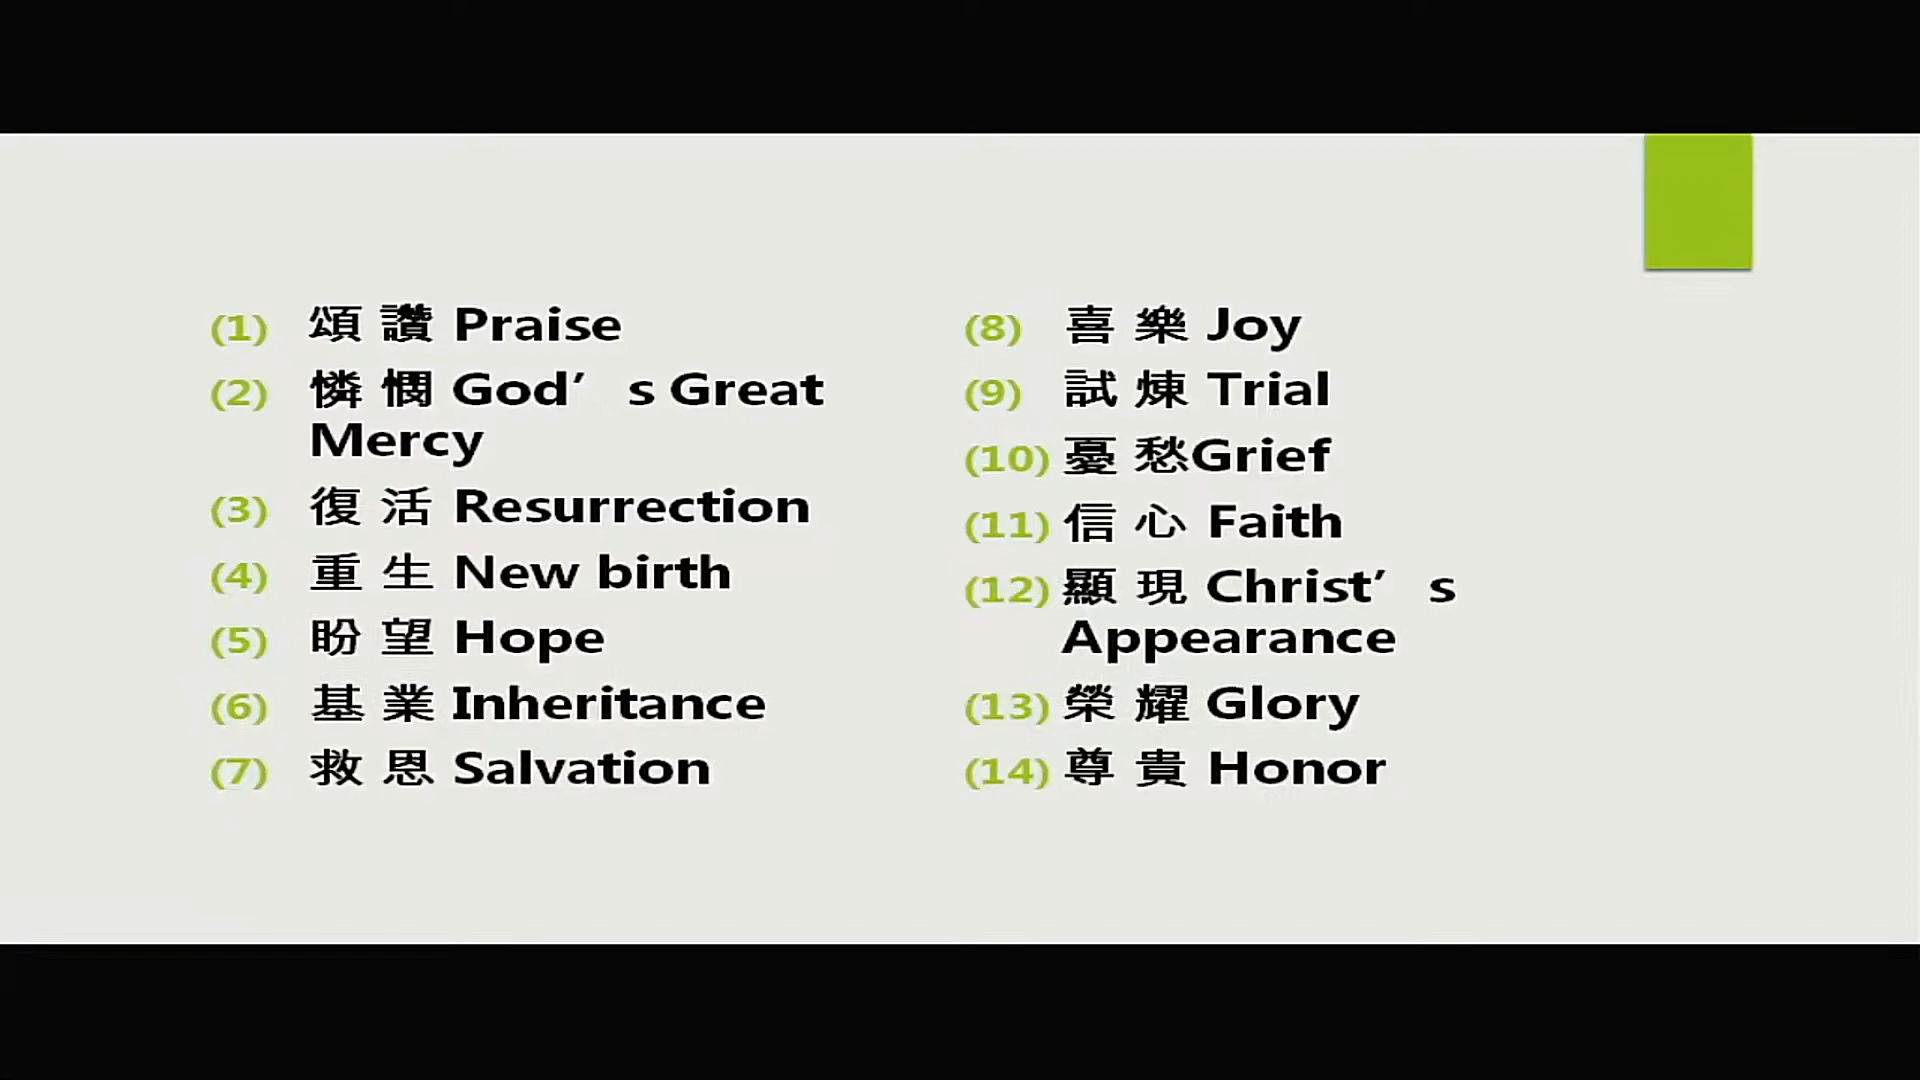 (1) 頌 讚 Praise
(2) 憐 憫 God’ s Great
Mercy
(3) 復 活 Resurrection
(4) 重 生 New birth
(5) 盼 望 Hope
(6) 基 業 Inheritance
(7) 救 恩 Salvation
(8) 喜 樂 Joy
(9) 試 煉 Trial
(10) 憂 愁Grief
(11) 信 心 Faith
(12) 顯 現 Christ’ s
Appearance
(13) 榮 耀 Glory
(14) 尊 貴 Honor